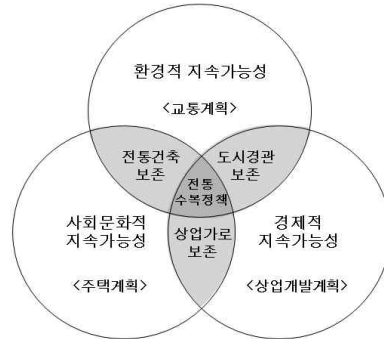 환경적 지속가능성
<교통계획>
전통건축
보존
도시경관
보존
전통
수복정책
사회문화적
지속가능성
상업가로
보존
경제적
지속가능성
<주택계획>
<상업개발계획>